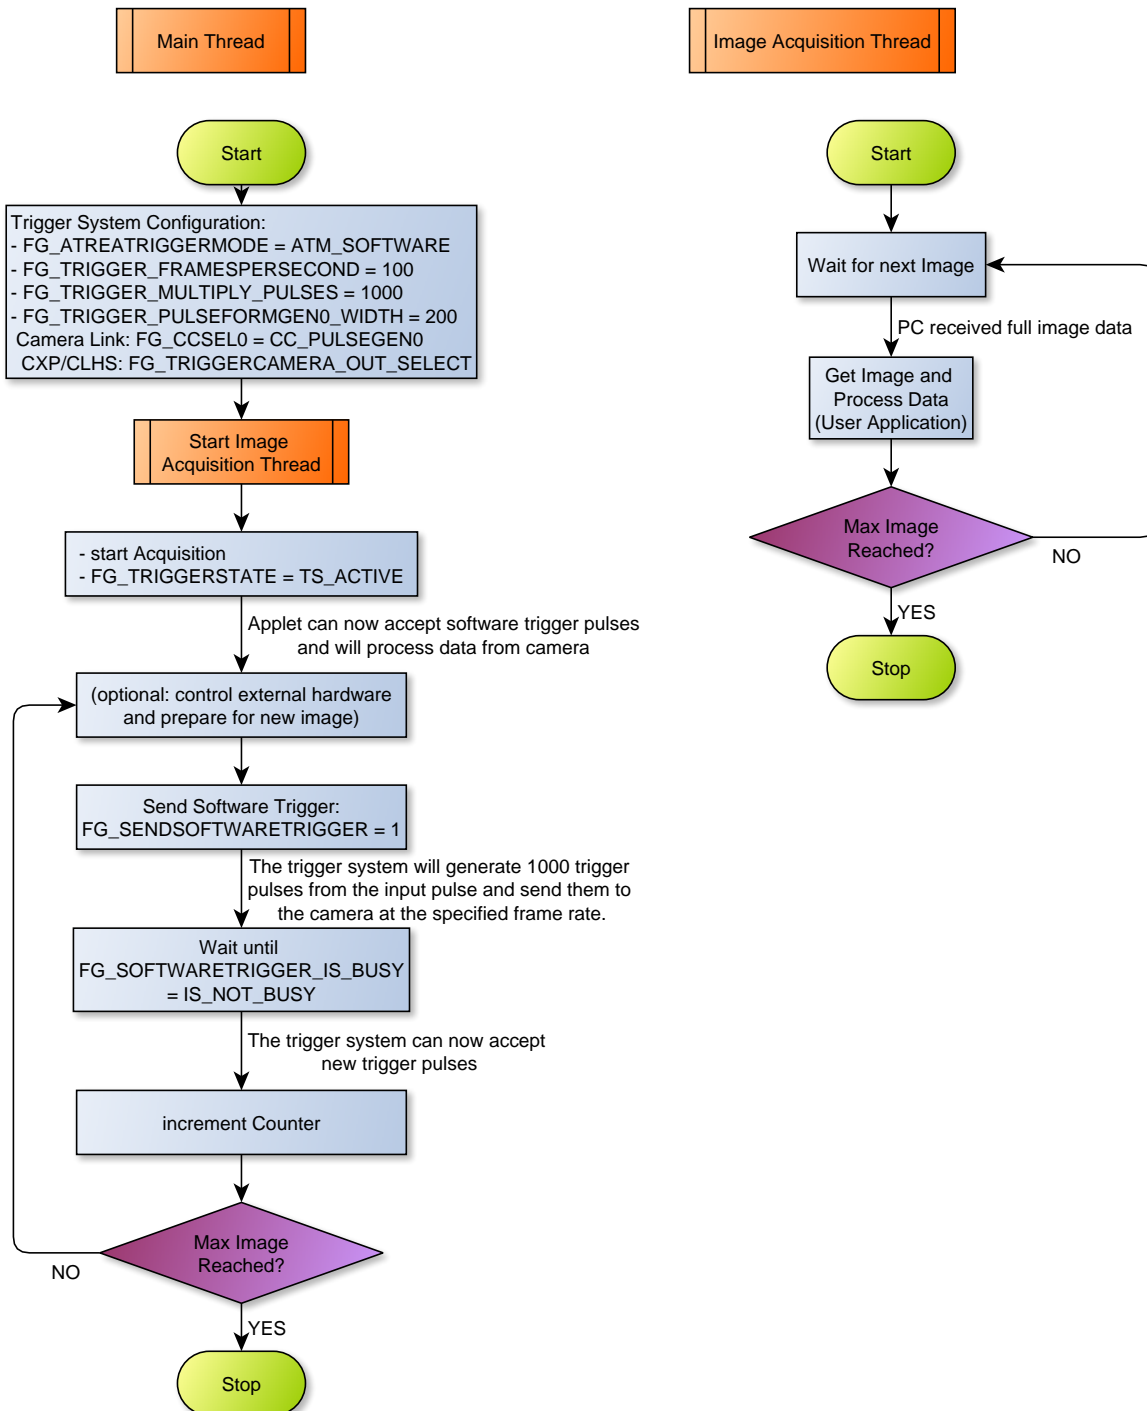 Main Thread
Start
Trigger System Configuration:
- FG_ATREATRIGGERMODE = ATM_SOFTWARE
- FG_TRIGGER_FRAMESPERSECOND = 100
- FG_TRIGGER_MULTIPLY_PULSES = 1000
- FG_TRIGGER_PULSEFORMGEN0_WIDTH = 200
Camera Link: FG_CCSEL0 = CC_PULSEGEN0
CXP/CLHS: FG_TRIGGERCAMERA_OUT_SELECT
Start Image
Acquisition Thread
- start Acquisition
- FG_TRIGGERSTATE = TS_ACTIVE
Applet can now accept software trigger pulses
and will process data from camera
(optional: control external hardware
and prepare for new image)
Send Software Trigger:
FG_SENDSOFTWARETRIGGER = 1
The trigger system will generate 1000 trigger
pulses from the input pulse and send them to
the camera at the specified frame rate.
Wait until
FG_SOFTWARETRIGGER_IS_BUSY
= IS_NOT_BUSY
The trigger system can now accept
new trigger pulses
increment Counter
Max Image
Reached?
NO
YES
Stop
Image Acquisition Thread
Start
Wait for next Image
PC received full image data
Get Image and
Process Data
(User Application)
Max Image
Reached?
NO
YES
Stop